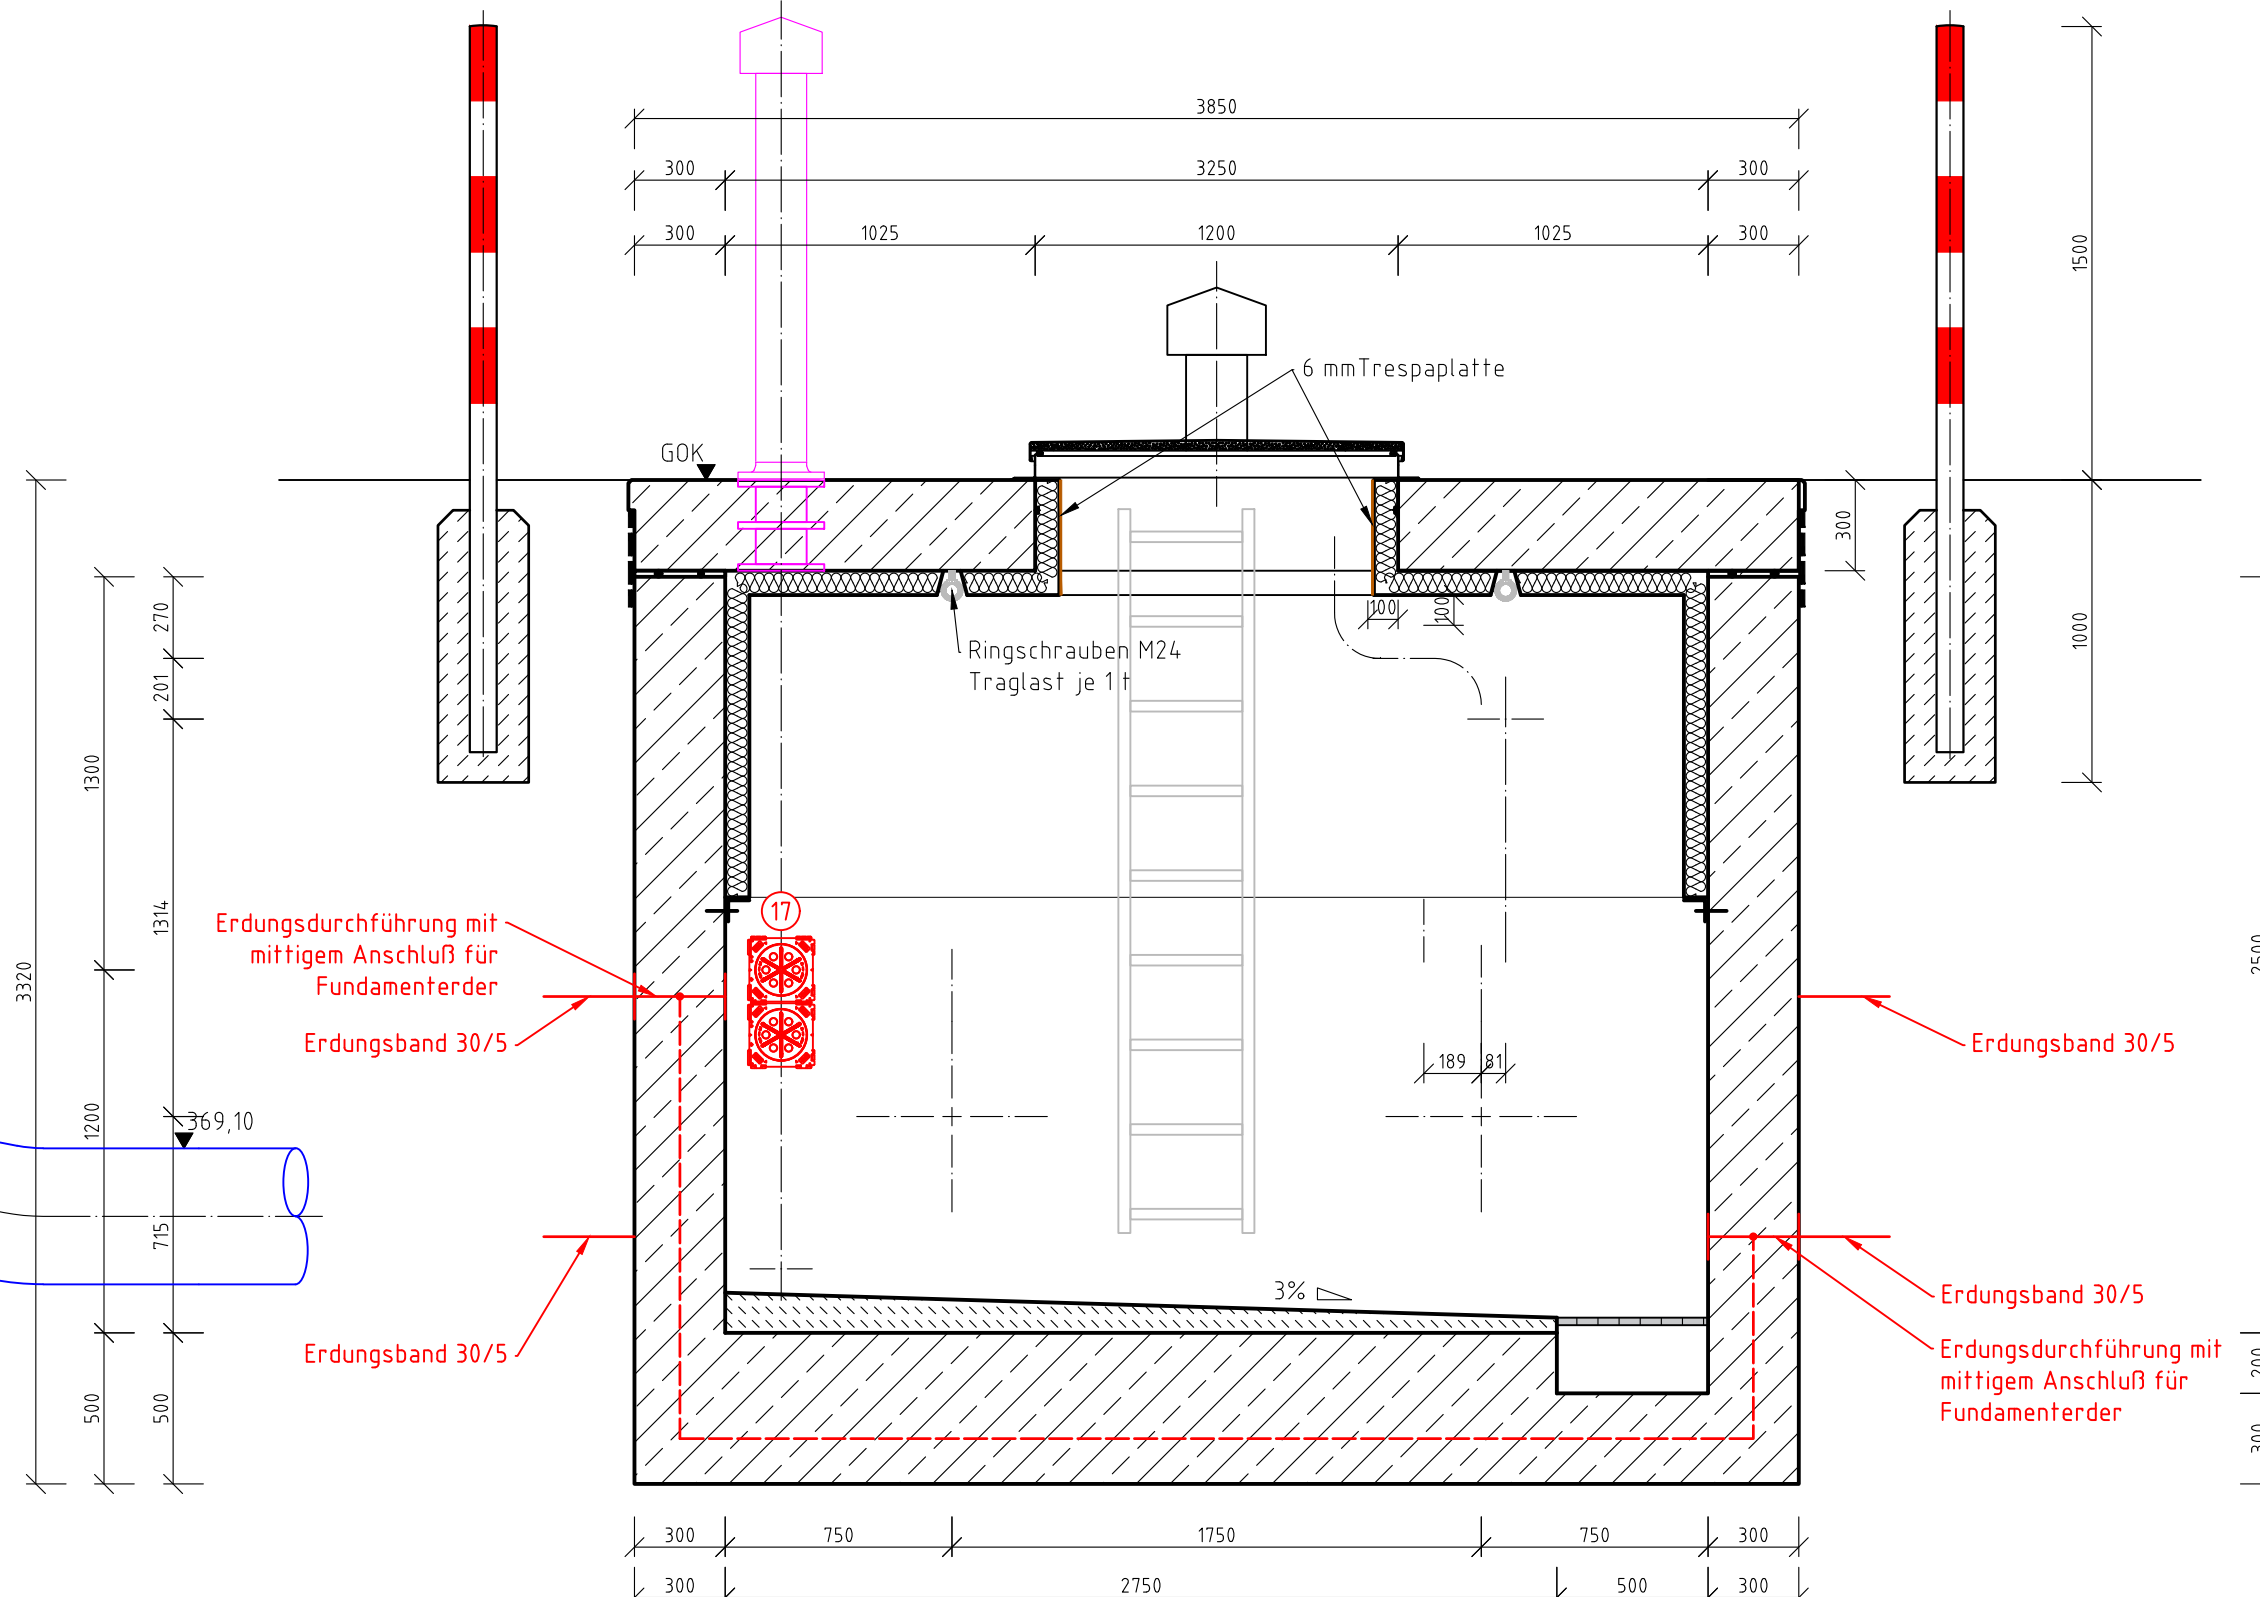 3850
300
3250
300
300
1025
1200
1025
300
1500
6 mmTrespaplatte
GOK
300
270
100
100
1000
Ringschrauben M24
Traglast je 1 t
201
1300
17
1314
Erdungsdurchführung mit
mittigem Anschluß für
Fundamenterder
3320
2500
Erdungsband 30/5
Erdungsband 30/5
189
81
1200
369,10
715
3%
Erdungsband 30/5
Erdungsband 30/5
Erdungsdurchführung mit
mittigem Anschluß für
Fundamenterder
200
500
500
300
300
750
1750
750
300
300
2750
500
300